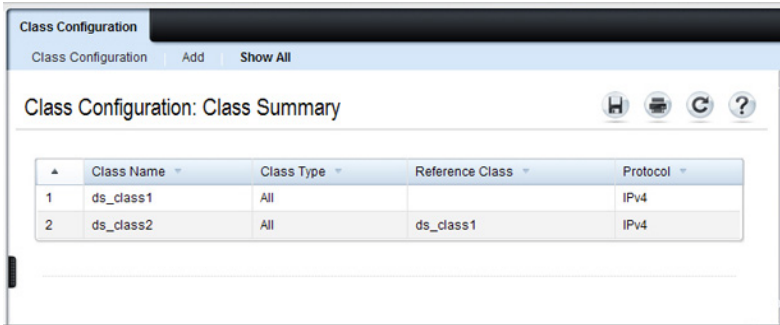 Class Configuration
Class Configuration Add Show All
Class Configuration: Class Summary
Class Name Class Type Reference Class Protocol
1 ds_class1 All IPv4
2 ds_class2 All ds_class1 IPv4